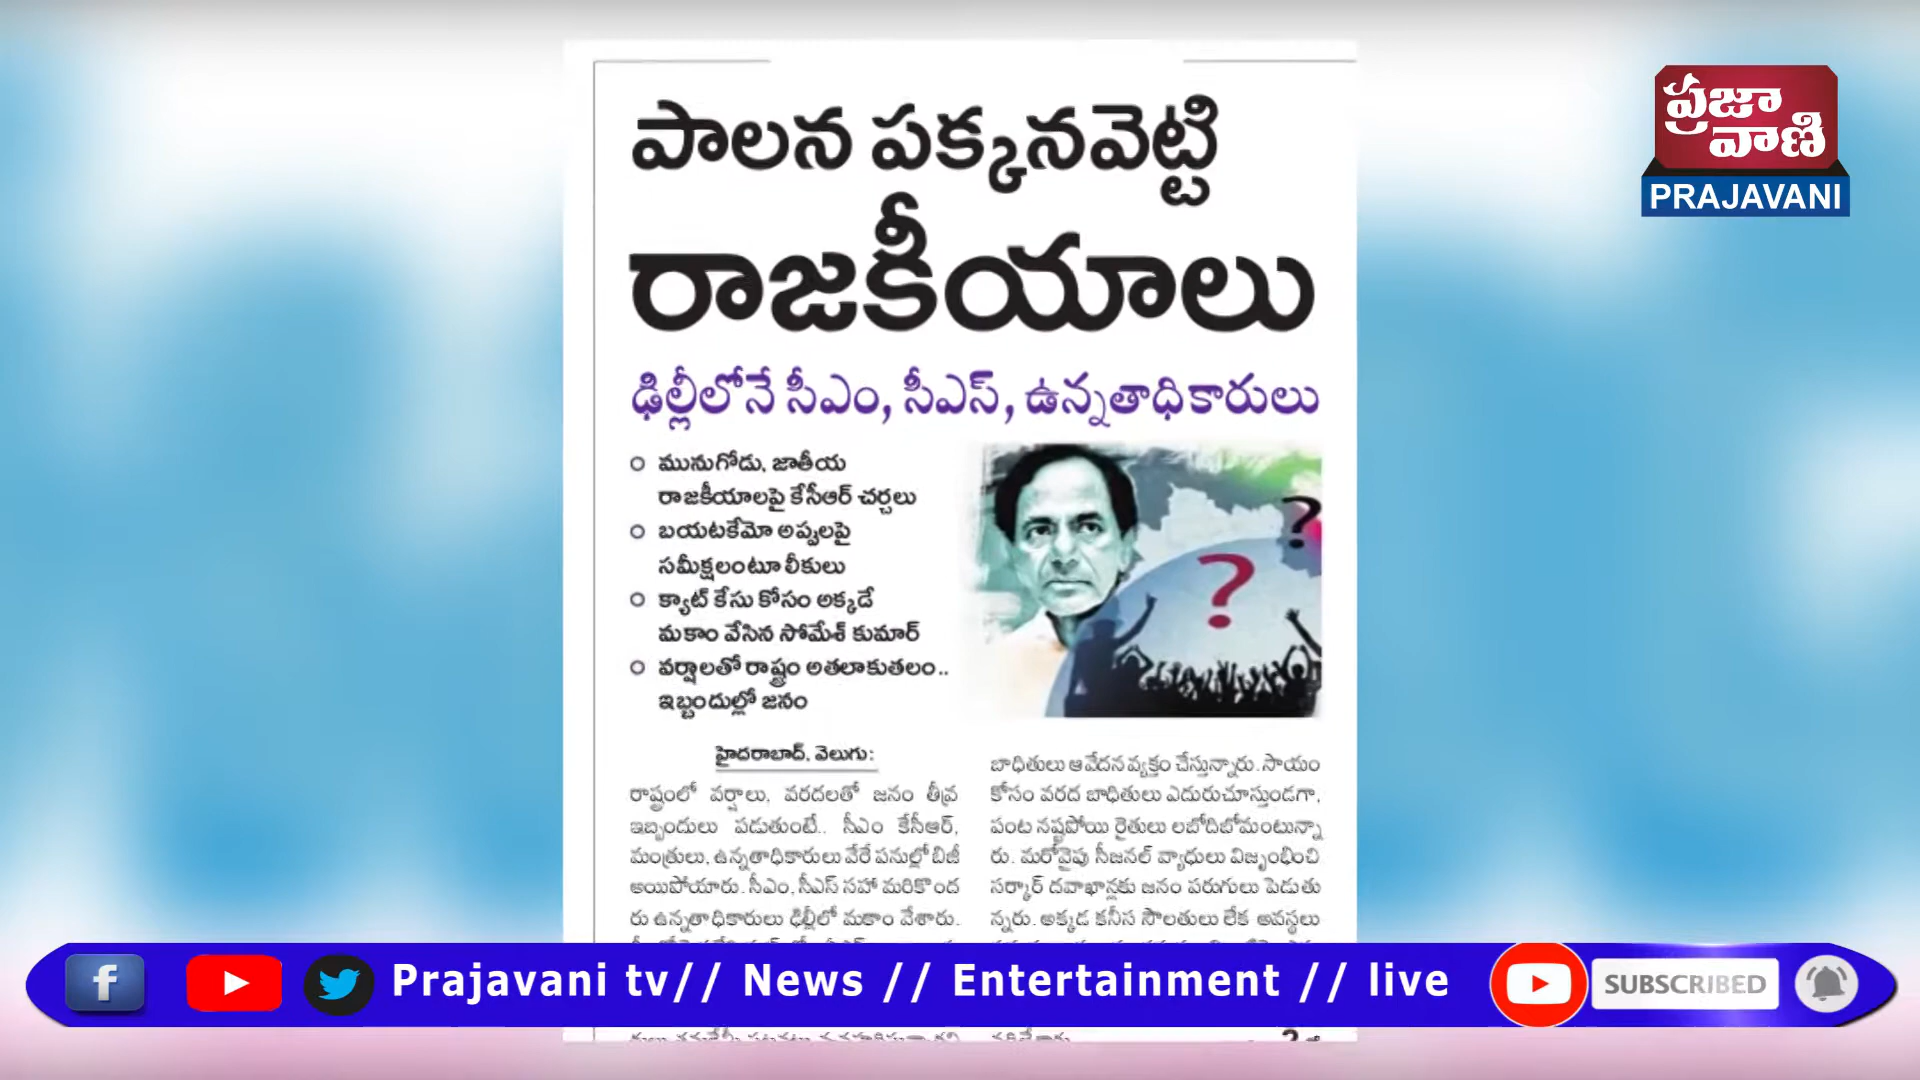 పాలన పక్కనవెట్టి
రాజకీయాలు
ఢిల్లీలోనే సీఎం, సీఎస్, ఉన్నతాధికారులు
మునుగోడు, జాతీయ
రాజకీయాలపై కేసీఆర్ చర్చలు
బయటకేమో అప్పులపై
సమీక్షలంటూ లీకులు
క్యాట్ కేసు కోసం అక్కడే
మకాం వేసిన సోమేశ్ కుమార్
వర్షాలతో రాష్ట్రం అతలాకుతలం..
ఇబ్బందుల్లో జనం
హైదరాబాద్, వెలుగు:
రాష్ట్రంలో వర్షాలు, వరదలతో జనం తీవ్ర
ఇబ్బందులు పడుతుంటే.. సీఎం కేసీఆర్,
మంత్రులు, ఉన్నతాధికారులు వేరే పనుల్లో బిజీ
అయిపోయారు. సీఎం, సీఎస్ సహా మరికొంద
రు ఉన్నతాధికారులు ఢిల్లీలో మకాం వేశారు.
బాధితులు ఆవేదన వ్యక్తం చేస్తున్నారు. సాయం
కోసం వరద బాధితులు ఎదురుచూస్తుండగా,
పంట నష్టపోయి రైతులు లబోదిబోమంటున్నా
రు. మరోవైపు సీజనల్ వ్యాధులు విజృంభించి
సర్కార్ దవాఖాన్లకు జనం పరుగులు పెడుతు
న్నరు. అక్కడ కనీస సౌలతులు లేక అవస్థలు
ప్రజా
వాణి
PRAJAVANI
Prajavani tv// News // Entertainment // live
SUBSCRIBED